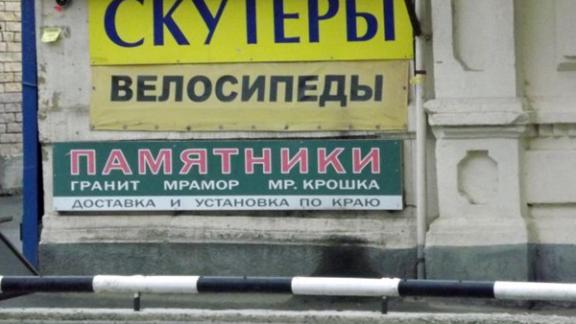 СКУТЕРЫ
ВЕЛОСИПЕДЫ
ПАМЯТНИКИ
ГРАНИТ МРАМОР МР. КРОШКА
ДОСТАВКА И УСТАНОВКА ПО КРАЮ